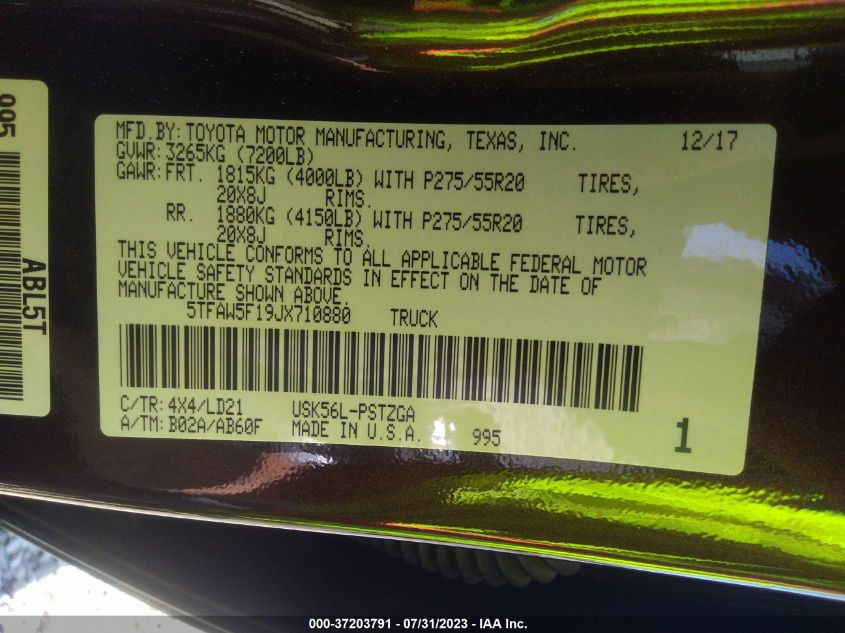 MFD.BY: TOYOTA MOTOR MANUFACTURING, TEXAS, INC. 12/17
GVWR: 3265KG (7200LB)
GAWR: FRT. 1815KG (4000LB) WITH P275/55R20 TIRES,
20X8J RIMS.
RR. 1880KG (4150LB) WITH P275/55R20 TIRES,
20X8J RIMS.
THIS VEHICLE CONFORMS TO ALL APPLICABLE FEDERAL MOTOR
VEHICLE SAFETY STANDARDS IN EFFECT ON THE DATE OF
MANUFACTURE SHOWN ABOVE.
5TFAW5F19JX710880 TRUCK
C/TR: 4X4/LD21 USK56L-PSTZGA
A/TM: B02A/AB60F MADE IN U.S.A. 995 1
995
ABL5T
000-37203791 - 07/31/2023 - IAA Inc.